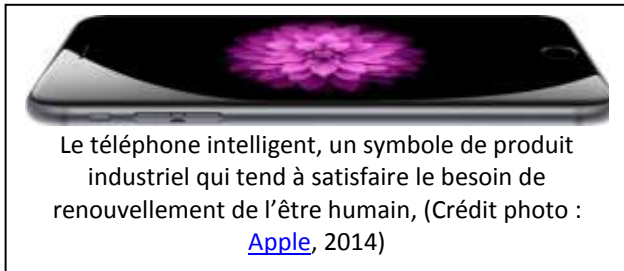 Le téléphone intelligent, un symbole de produit
industriel qui tend à satisfaire le besoin de
renouvellement de l’être humain, (Crédit photo :
Apple, 2014)